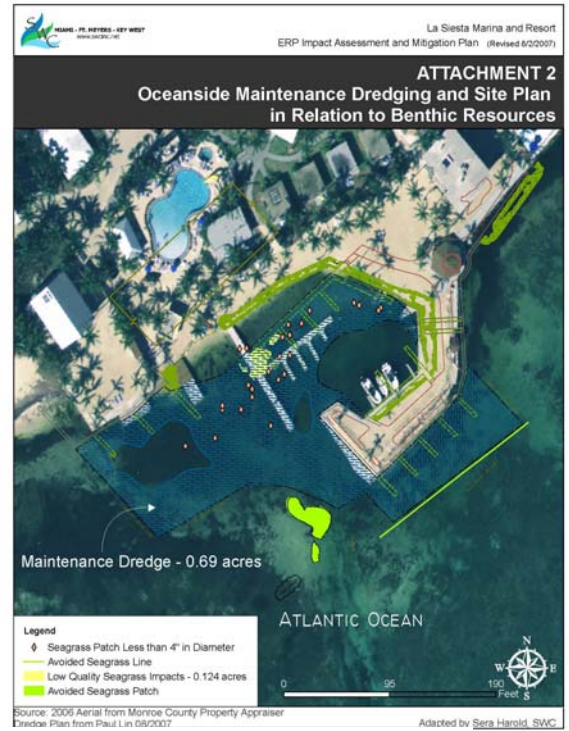 SWC
MIAMI - FT. MEYERS - KEY WEST
www.swcinc.net
La Siesta Marina and Resort
ERP Impact Assessment and Mitigation Plan (Revised 6/2/2007)
ATTACHMENT 2
Oceanside Maintenance Dredging and Site Plan
in Relation to Benthic Resources
Maintenance Dredge - 0.69 acres
ATLANTIC OCEAN
Legend
Seagrass Patch Less than 4" in Diameter
Avoided Seagrass Line
Low Quality Seagrass Impacts - 0.124 acres
Avoided Seagrass Patch
N
W E
S
0 95 190
Feet
Source: 2006 Aerial from Monroe County Property Appraiser
Dredge Plan from Paul Lin 08/2007
Adapted by Sera Harold, SWC